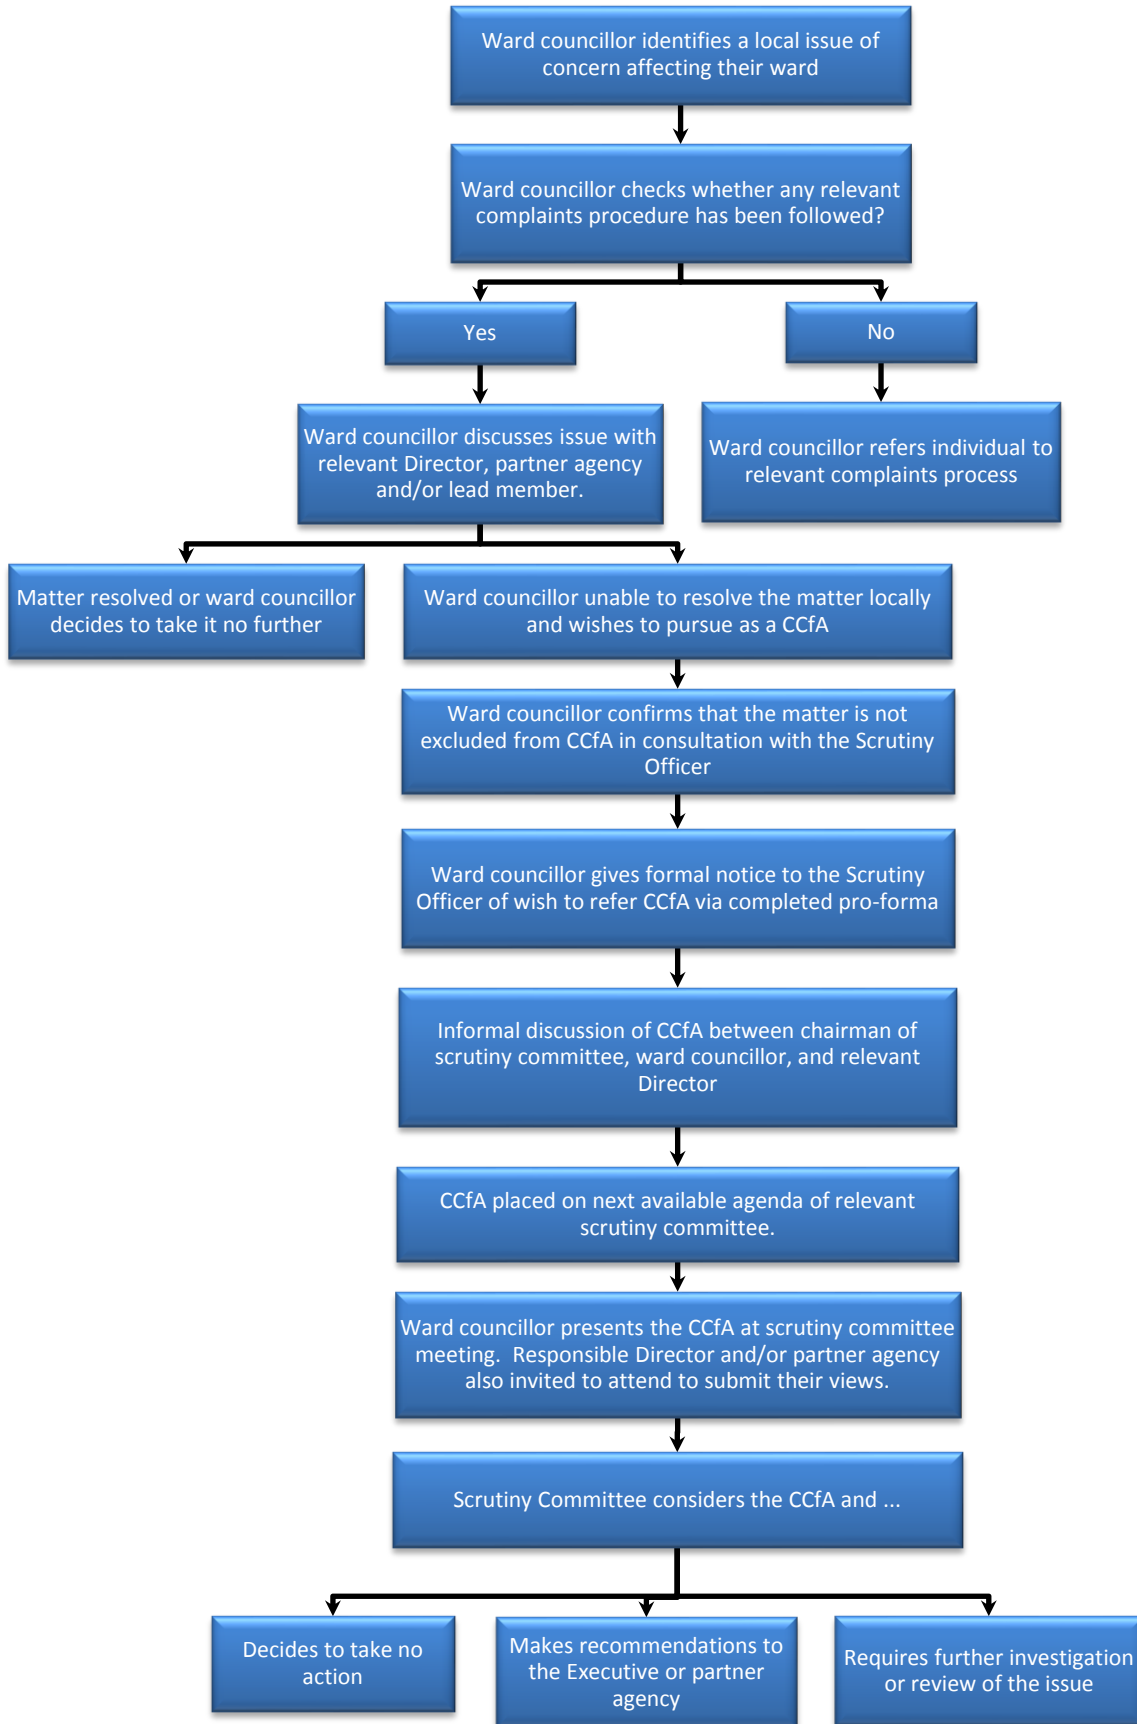 Ward councillor identifies a local issue of
concern affecting their ward
Ward councillor checks whether any relevant
complaints procedure has been followed?
Yes
No
Ward councillor discusses issue with
relevant Director, partner agency
and/or lead member.
Ward councillor refers individual to
relevant complaints process
Matter resolved or ward councillor
decides to take it no further
Ward councillor unable to resolve the matter locally
and wishes to pursue as a CCfA
Ward councillor confirms that the matter is not
excluded from CCfA in consultation with the Scrutiny
Officer
Ward councillor gives formal notice to the Scrutiny
Officer of wish to refer CCfA via completed pro-forma
Informal discussion of CCfA between chairman of
scrutiny committee, ward councillor, and relevant
Director
CCfA placed on next available agenda of relevant
scrutiny committee.
Ward councillor presents the CCfA at scrutiny committee
meeting.  Responsible Director and/or partner agency
also invited to attend to submit their views.
Scrutiny Committee considers the CCfA and ...
Decides to take no
action
Makes recommendations to
the Executive or partner
agency
Requires further investigation
or review of the issue